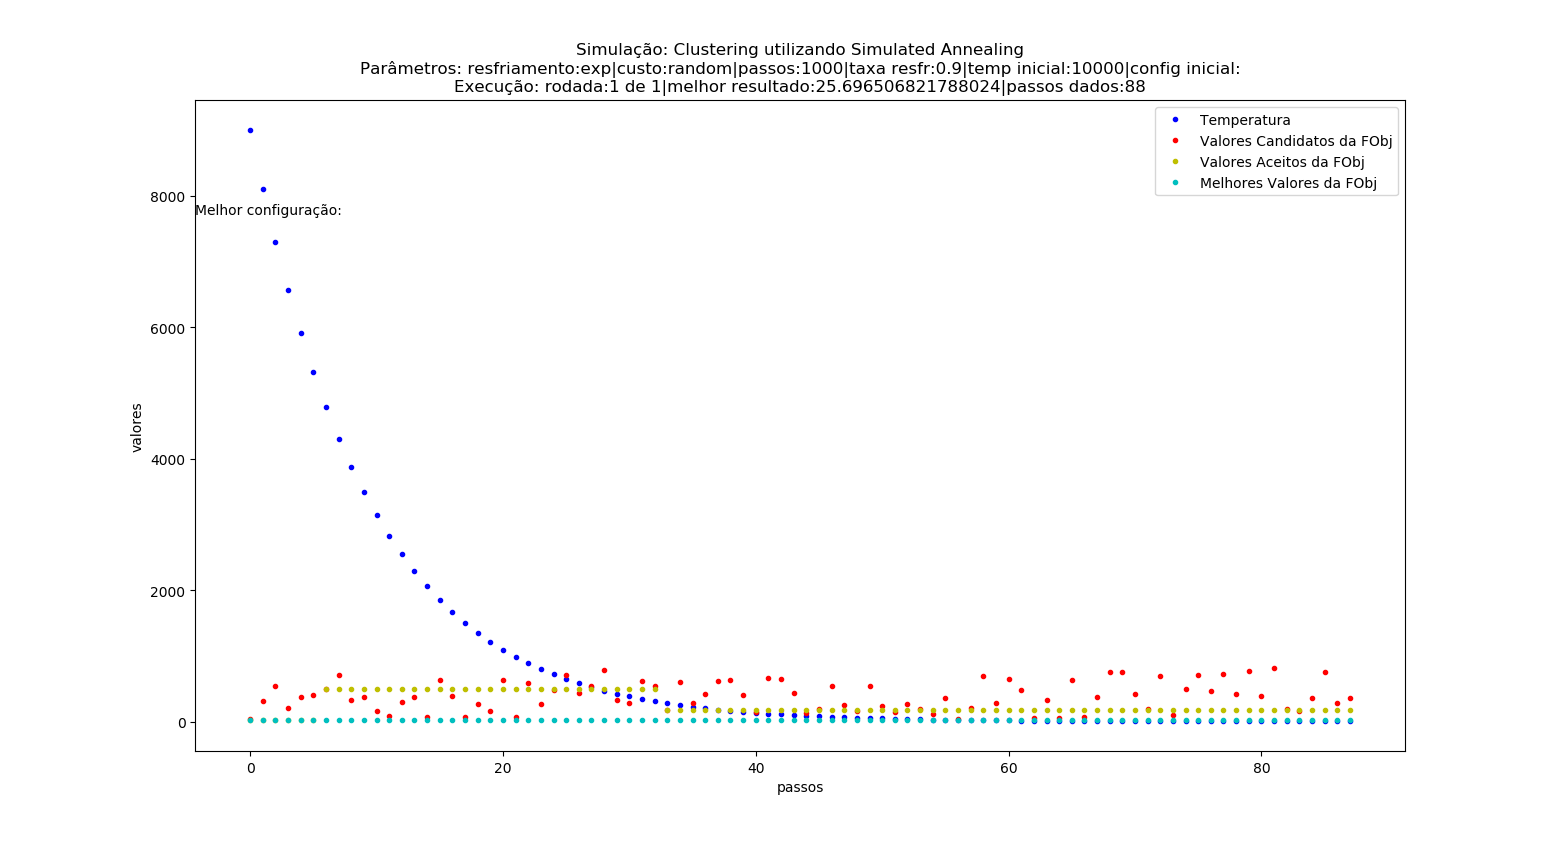 Simulação: Clustering utilizando Simulated Annealing
Parâmetros: resfriamento:exp|custo:random|passos:1000|taxa resfr:0.9|temp inicial:10000|config inicial:
Execução: rodada:1 de 1|melhor resultado:25.696506821788024|passos dados:88
Temperatura
Valores Candidatos da FObj
Valores Aceitos da FObj
Melhores Valores da FObj
Melhor configuração:
valores
8000
6000
4000
2000
0
0
20
40
60
80
passos